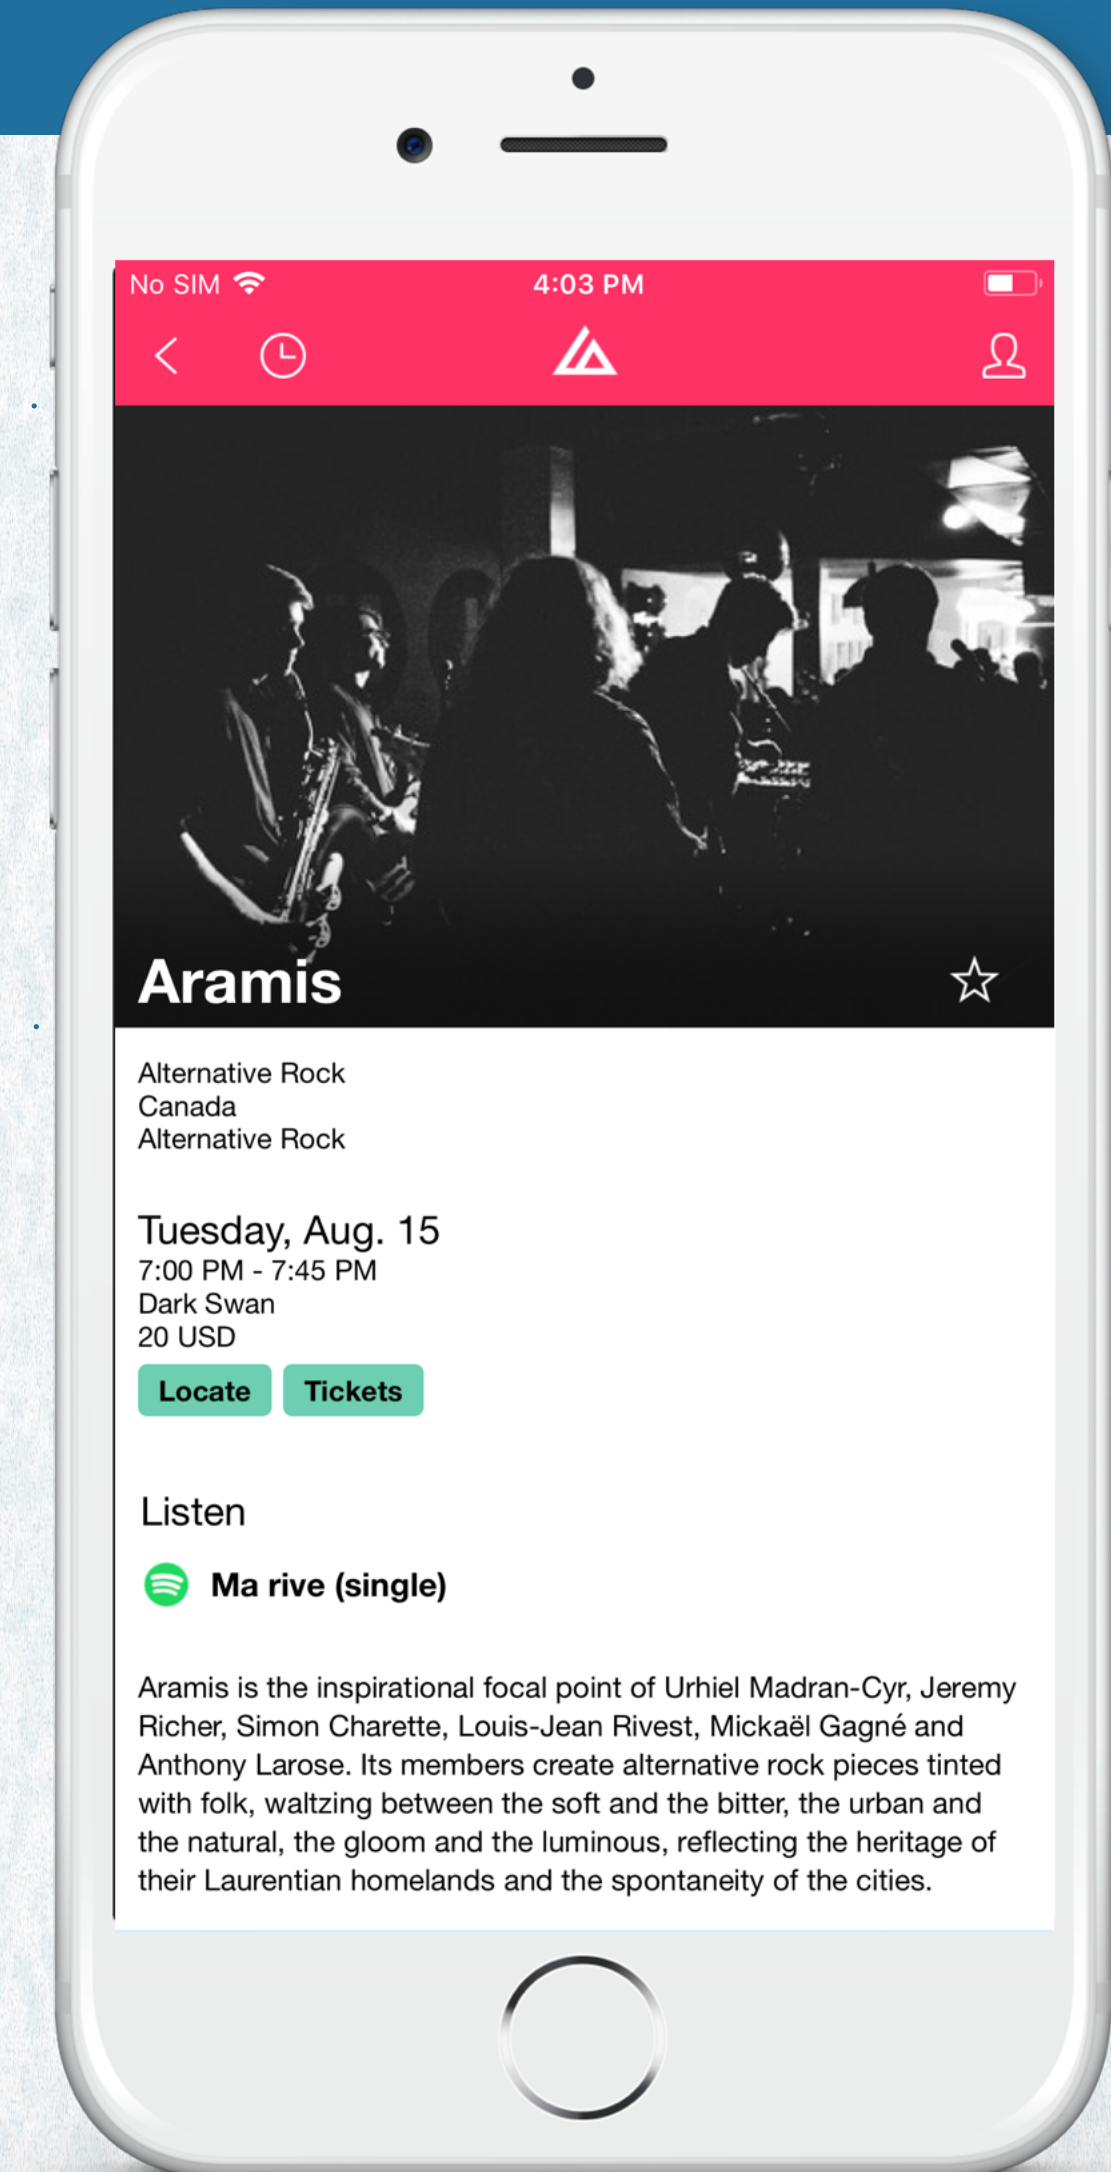 No SIM
4:03 PM
Aramis
Alternative Rock
Canada
Alternative Rock
Tuesday, Aug. 15
7:00 PM - 7:45 PM
Dark Swan
20 USD
Locate Tickets
Listen
Ma rive (single)
Aramis is the inspirational focal point of Urhiel Madran-Cyr, Jeremy
Richer, Simon Charette, Louis-Jean Rivest, Mickaël Gagné and
Anthony Larose. Its members create alternative rock pieces tinted
with folk, waltzing between the soft and the bitter, the urban and
the natural, the gloom and the luminous, reflecting the heritage of
their Laurentian homelands and the spontaneity of the cities.